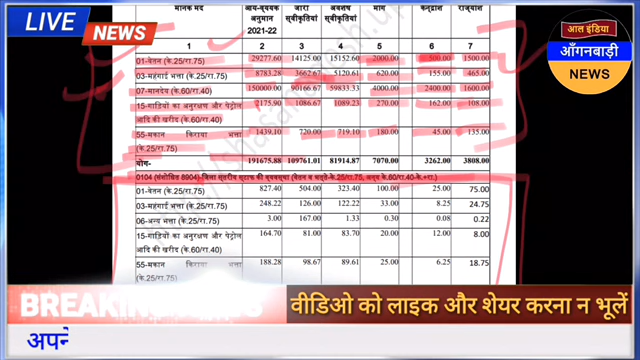 LIVE NEWS
आल इंडिया
आँगनबाड़ी
NEWS
मानक मद आय-व्ययक अनुमान 2021-22 जारी स्वीकृतियां अवशेष स्वीकृतियां मांग केन्द्रांश राज्यांश
1 2 3 4 5 6 7
01-वेतन (के.25/रा.75) 29277.60 14125.00 15152.60 2000.00 500.00 1500.00
03-महंगाई भत्ता (के.25/रा.75) 8783.28 3662.67 5120.61 620.00 155.00 465.00
07-मानदेय (के.60/रा.40) 150000.00 90166.67 59833.33 4000.00 2400.00 1600.00
15-गाड़ियों का अनुरक्षण और पेट्रोल 2175.90 1086.67 1089.23 270.00 162.00 108.00
आदि की खरीद (के.60/रा.40)
55-मकान किराया भत्ता 1439.10 720.00 719.10 180.00 45.00 135.00
(के.25/रा.75)
योग- 191675.88 109761.01 81914.87 7070.00 3262.00 3808.00
0104 (संशोधित 8904)-जिला स्तरीय स्टाफ की व्यवस्था (वेतन व भत्ते-के.25/रा.75, अन्य के.60/रा.40-के.+रा.)
01-वेतन (के.25/रा.75) 827.40 504.00 323.40 100.00 25.00 75.00
03-महंगाई भत्ता (के.25/रा.75) 248.22 126.00 122.22 33.00 8.25 24.75
06-अन्य भत्ता (के.25/रा.75) 3.00 167.00 1.33 0.30 0.08 0.22
15-गाड़ियों का अनुरक्षण और पेट्रोल 164.70 81.00 83.70 20.00 12.00 8.00
आदि की खरीद (के.60/रा.40)
55-मकान किराया भत्ता 188.28 98.67 89.61 25.00 6.25 18.75
(के.25/रा.75)
BREAKING NEWS
वीडिओ को लाइक और शेयर करना न भूलें
अपने